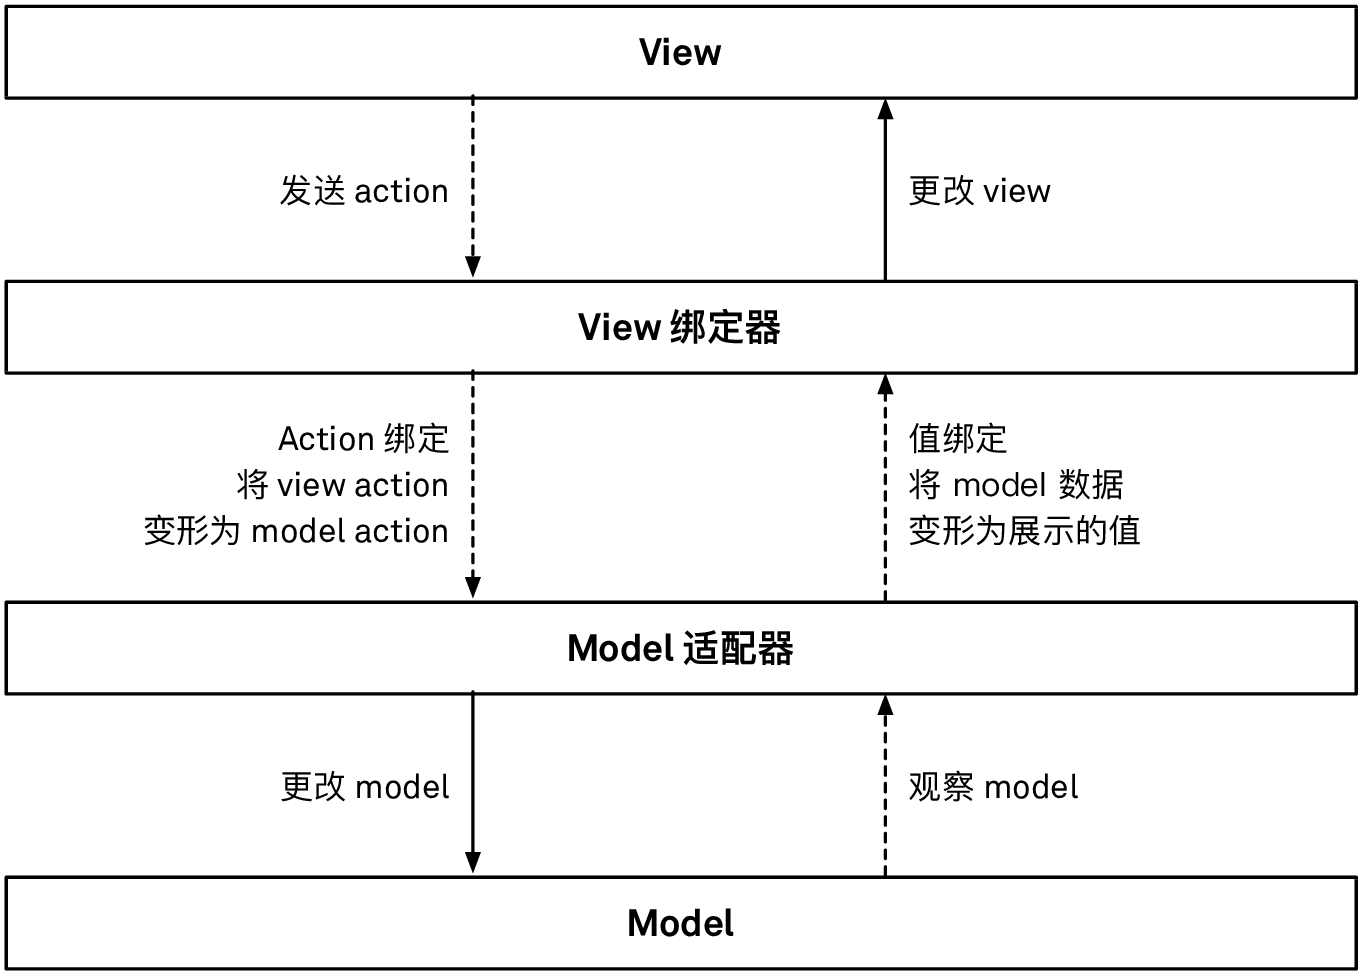 View
发送 action
更改 view
View 绑定器
Action 绑定
将 view action
变形为 model action
值绑定
将 model 数据
变形为展示的值
Model 适配器
更改 model
观察 model
Model